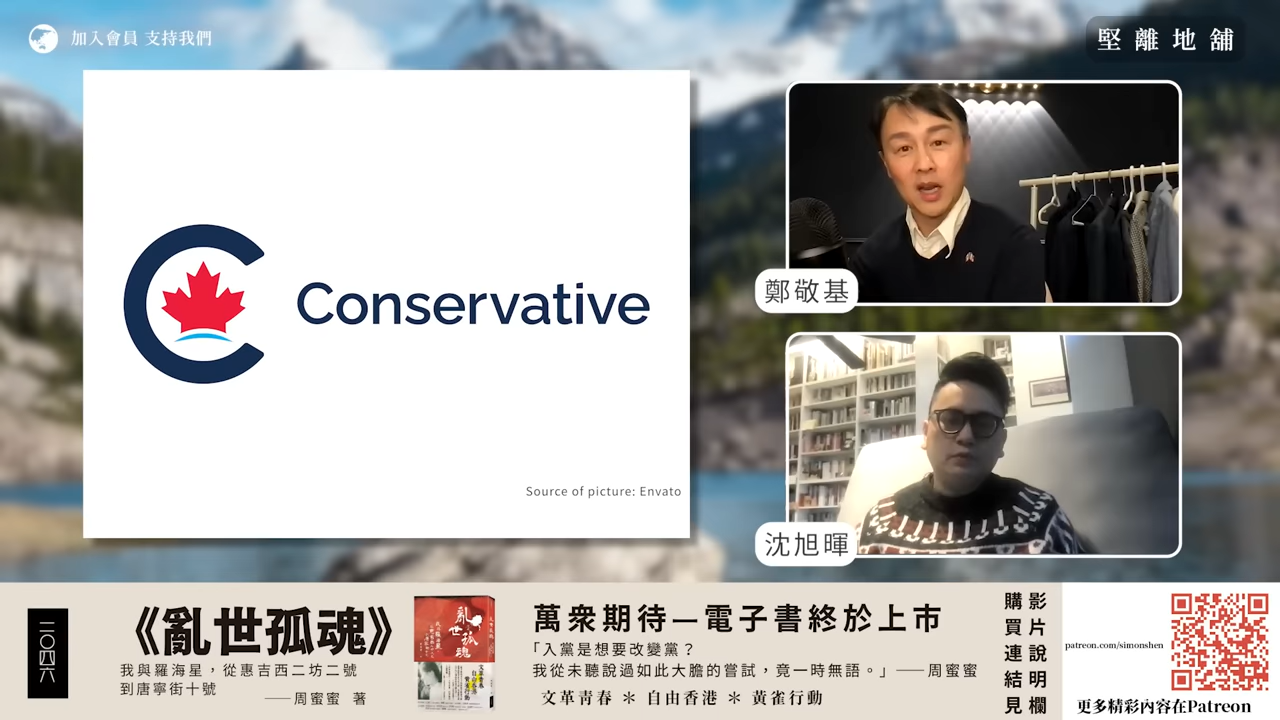 加入會員 支持我們
堅離地舖
Conservative
Source of picture: Envato
鄭敬基
沈旭暉
二〇四六
《亂世孤魂》
我與羅海星，從惠吉西二坊二號
到唐寧街十號
——周蜜蜜 著
亂世孤魂
萬眾期待—電子書終於上市
「入黨是想要改變黨？
我從未聽說過如此大膽的嘗試，竟一時無語。」——周蜜蜜
文革青春 ＊ 自由香港 ＊ 黃雀行動
影片說明欄
購買連結見
patreon.com/simonshen
更多精彩內容在Patreon